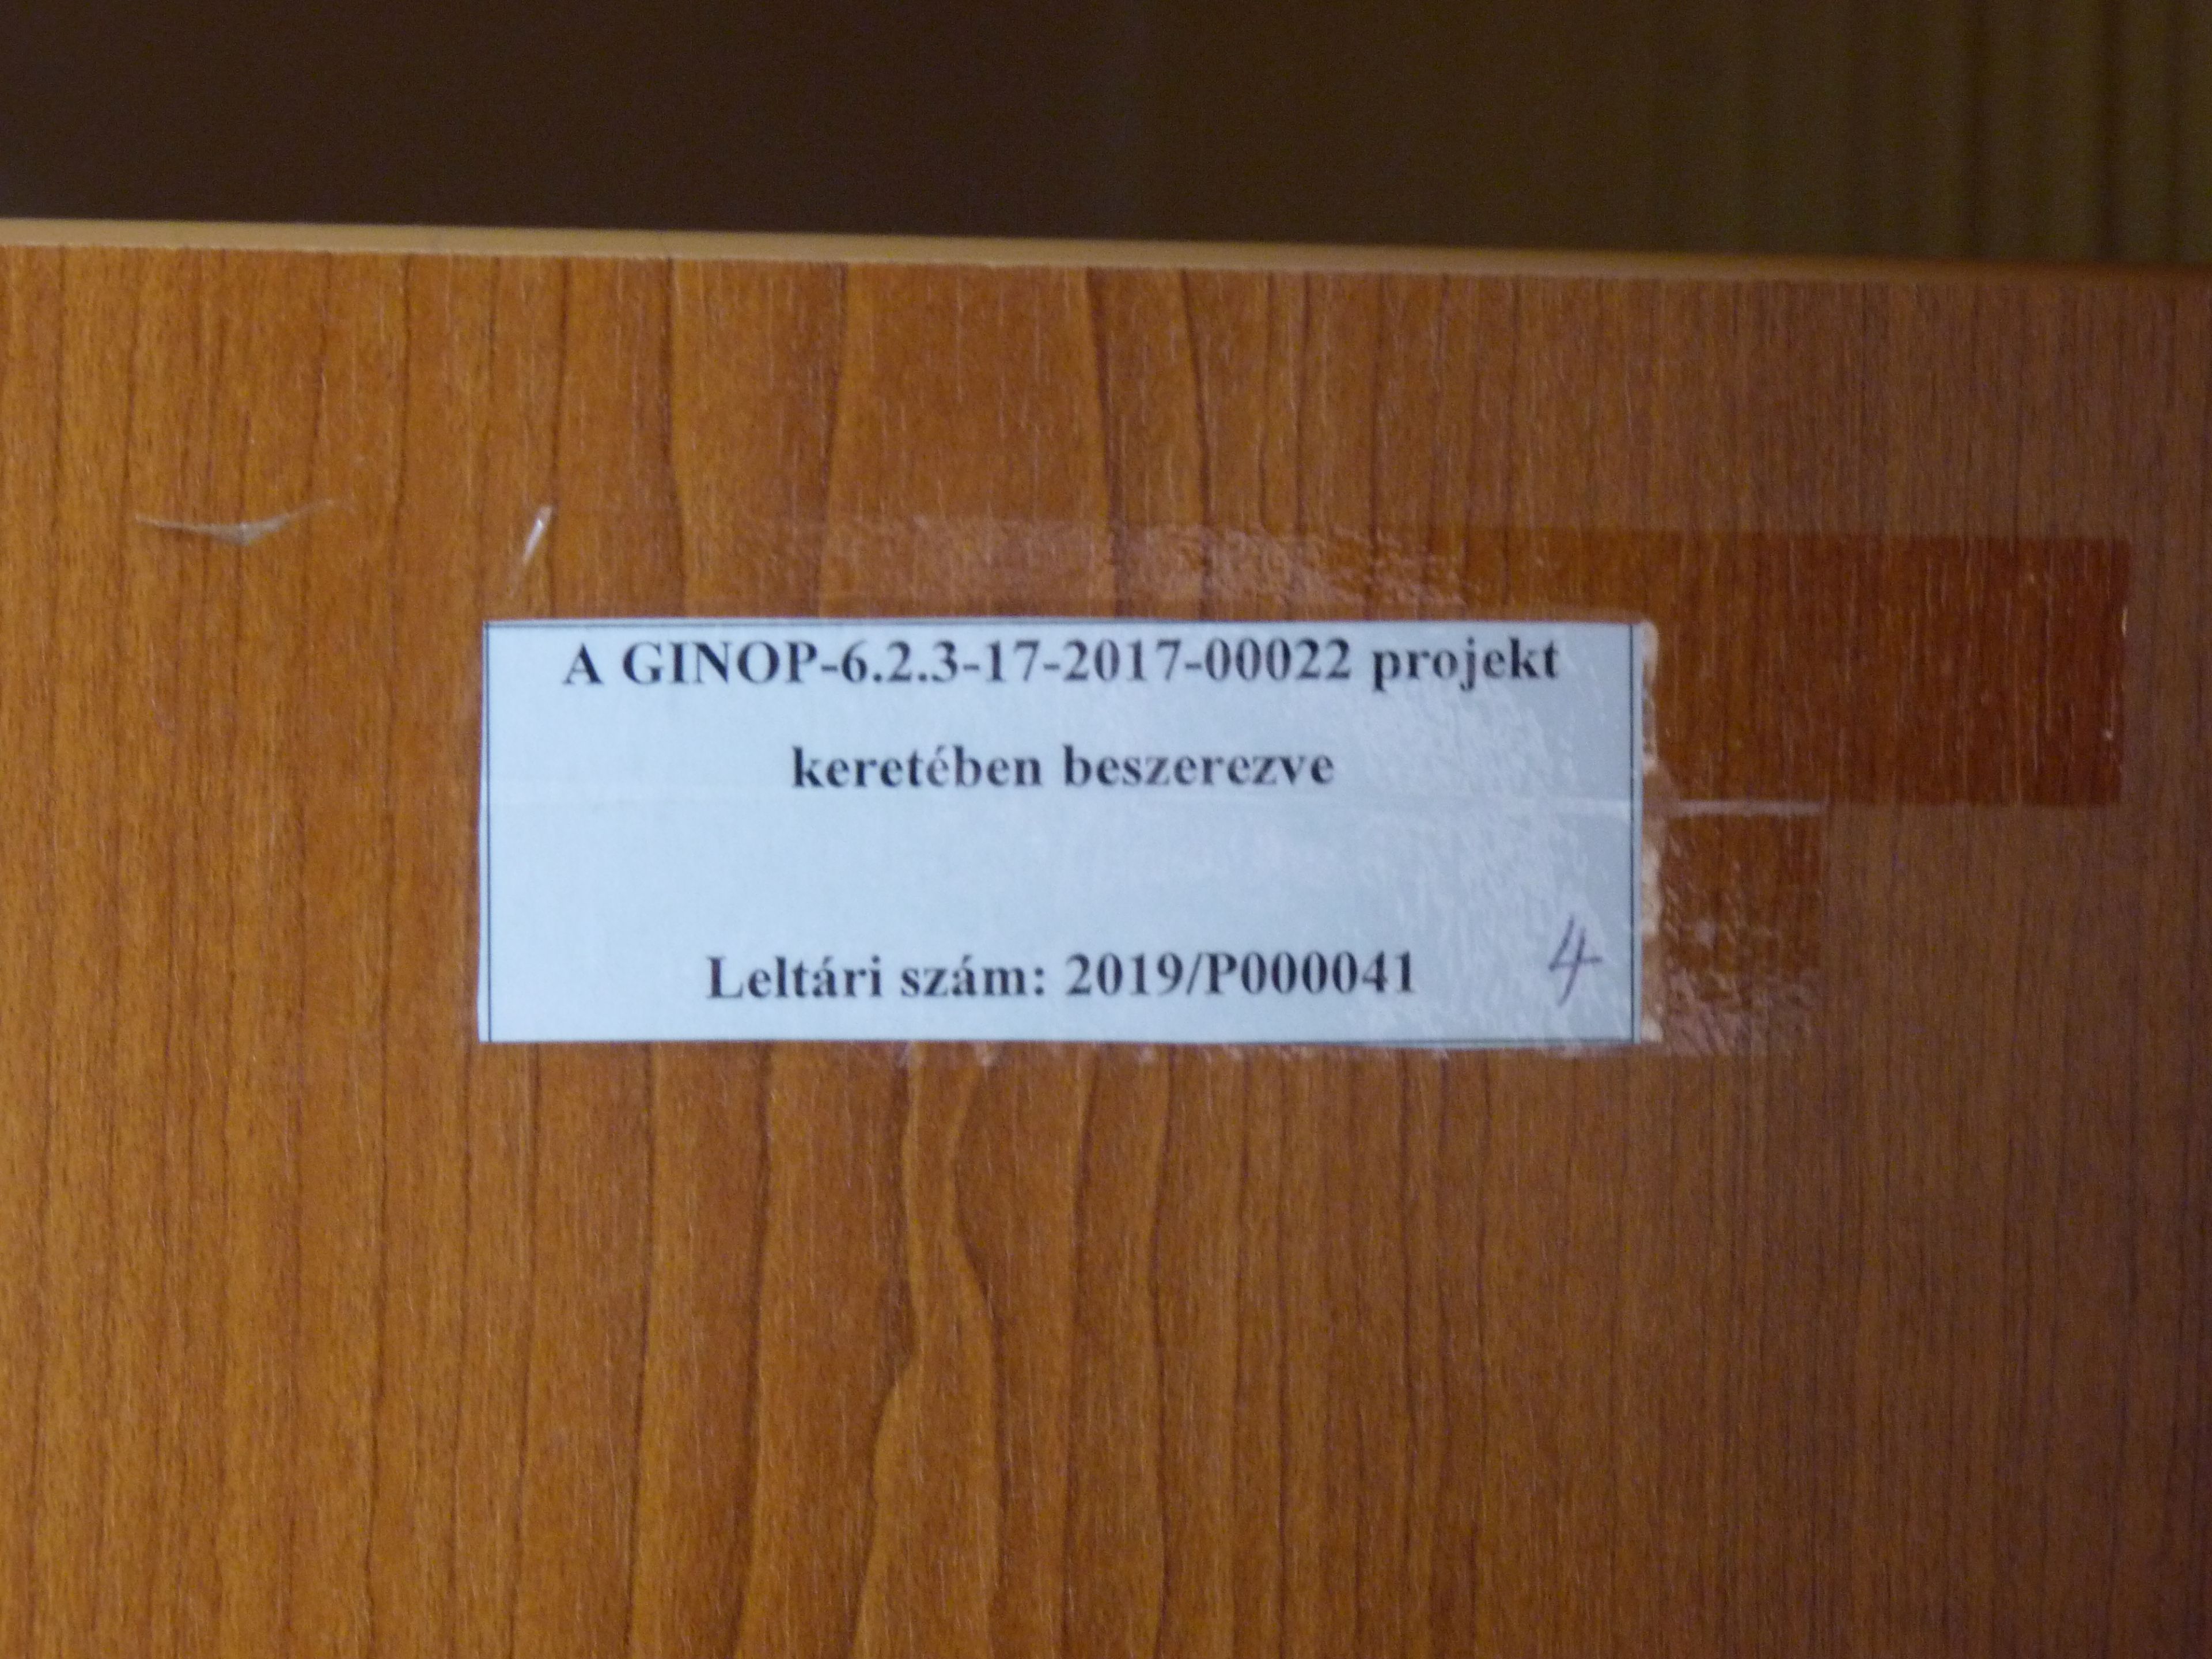 A GINOP-6.2.3-17-2017-00022 projekt
keretében beszerezve
Leltári szám: 2019/P000041 4